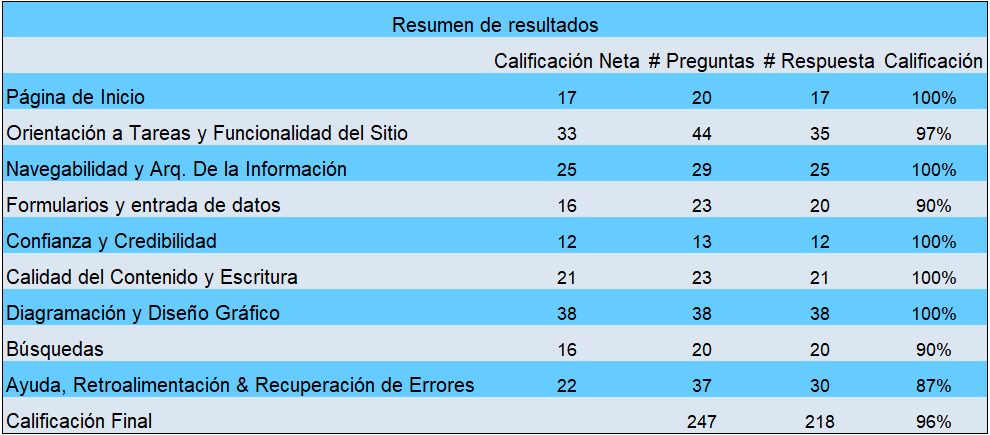 Resumen de resultados
Calificación Neta # Preguntas # Respuesta Calificación
Página de Inicio 17 20 17 100%
Orientación a Tareas y Funcionalidad del Sitio 33 44 35 97%
Navegabilidad y Arq. De la Información 25 29 25 100%
Formularios y entrada de datos 16 23 20 90%
Confianza y Credibilidad 12 13 12 100%
Calidad del Contenido y Escritura 21 23 21 100%
Diagramación y Diseño Gráfico 38 38 38 100%
Búsquedas 16 20 20 90%
Ayuda, Retroalimentación & Recuperación de Errores 22 37 30 87%
Calificación Final 247 218 96%